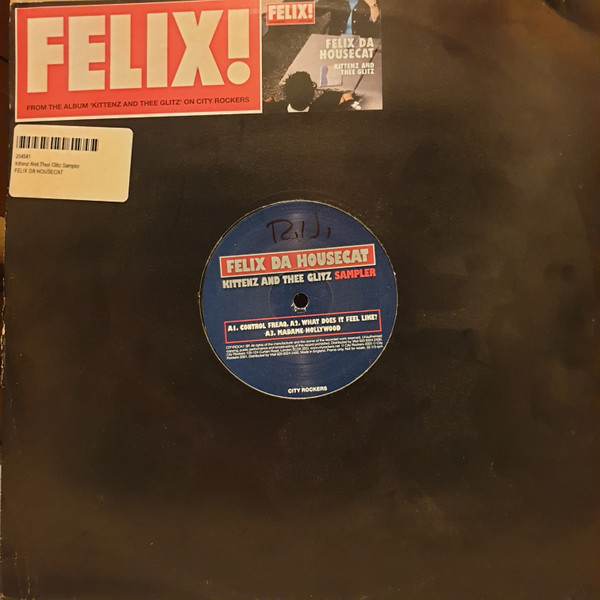 FELIX!
FROM THE ALBUM 'KITTENZ AND THEE GLITZ' ON CITY ROCKERS
FELIX!
FELIX DA
HOUSECAT
KITTENZ AND
THEE GLITZ
204541
Kittenz And Thee Glitz Sampler
FELIX DA HOUSECAT
FELIX DA HOUSECAT
KITTENZ AND THEE GLITZ SAMPLER
A1. CONTROL FREAQ. A2. WHAT DOES IT FEEL LIKE?
A3. MADAME HOLLYWOOD
CITY ROCKERS